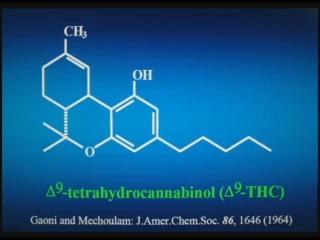 CH3
OH
O
Δ9-tetrahydrocannabinol (Δ9-THC)
Gaoni and Mechoulam: J.Amer.Chem.Soc. 86, 1646 (1964)